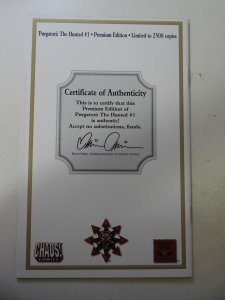 Purgatori: The Hunted #1 • Premium Edition • Limited to 2500 copies
Certificate of Authenticity
This is to certify that this
Premium Edition of
Purgatori: The Hunted #1
is authentic!
Accept no substitutions, fiends.
CHAOS!
COMICS